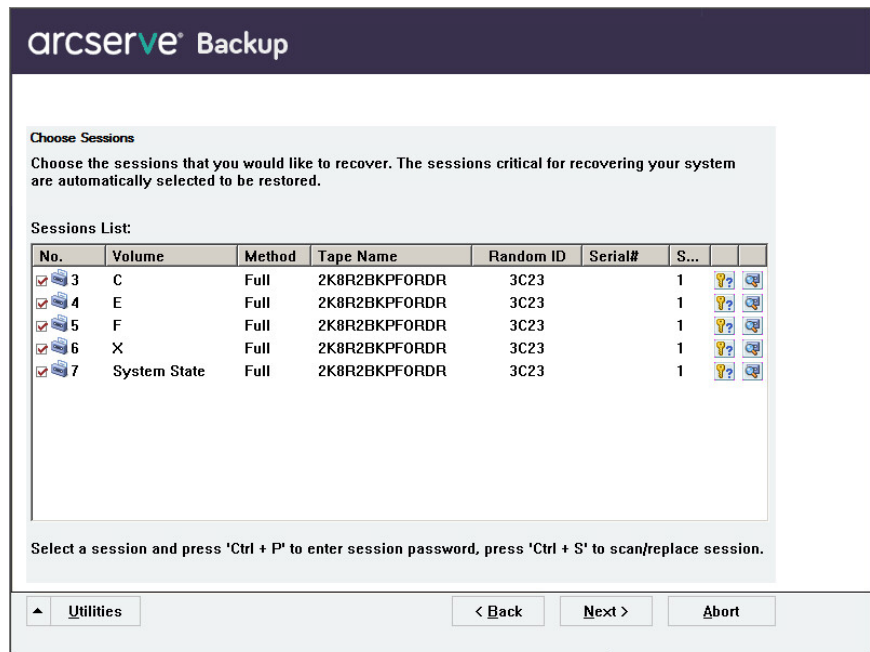 arcserve® Backup
Choose Sessions
Choose the sessions that you would like to recover. The sessions critical for recovering your system
are automatically selected to be restored.
Sessions List:
No. Volume Method Tape Name Random ID Serial# S...
3 C Full 2K8R2BKPFORDR 3C23 1
4 E Full 2K8R2BKPFORDR 3C23 1
5 F Full 2K8R2BKPFORDR 3C23 1
6 X Full 2K8R2BKPFORDR 3C23 1
7 System State Full 2K8R2BKPFORDR 3C23 1
Select a session and press 'Ctrl + P' to enter session password, press 'Ctrl + S' to scan/replace session.
Utilities < Back Next > Abort